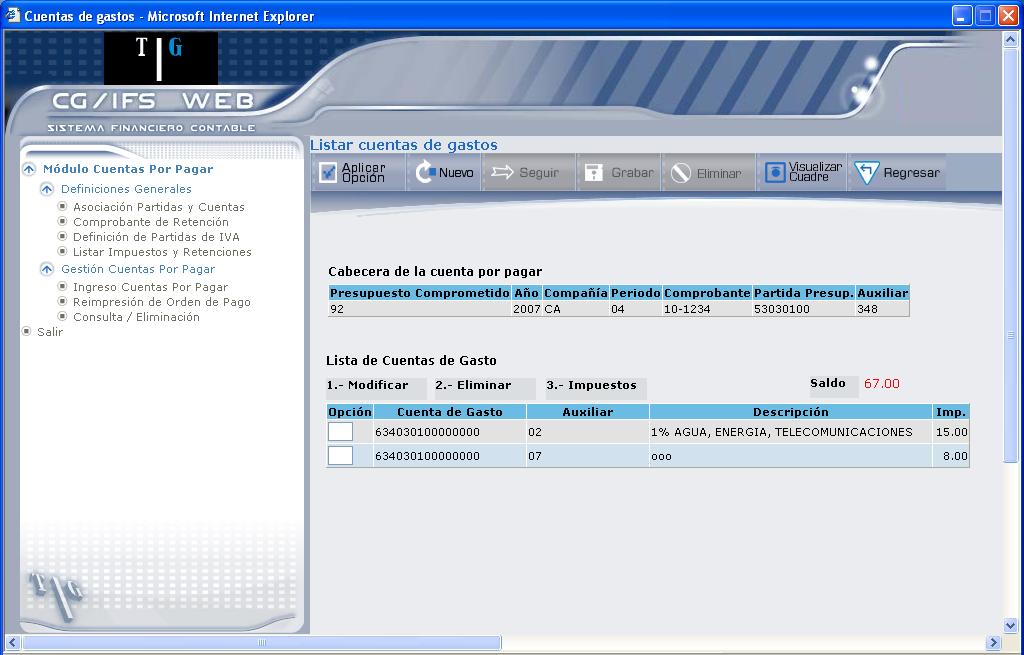 Cuentas de gastos - Microsoft Internet Explorer
T G
CG/IFS WEB
SISTEMA FINANCIERO CONTABLE
Módulo Cuentas Por Pagar
Definiciones Generales
Asociación Partidas y Cuentas
Comprobante de Retención
Definición de Partidas de IVA
Listar Impuestos y Retenciones
Gestión Cuentas Por Pagar
Ingreso Cuentas Por Pagar
Reimpresión de Orden de Pago
Consulta / Eliminación
Salir
T G
Listar cuentas de gastos
Aplicar Opción Nuevo Seguir Grabar Eliminar Visualizar Cuadre Regresar
Cabecera de la cuenta por pagar
Presupuesto Comprometido Año Compañía Periodo Comprobante Partida Presup. Auxiliar
92 2007 CA 04 10-1234 53030100 348
Lista de Cuentas de Gasto
1.- Modificar 2.- Eliminar 3.- Impuestos Saldo 67.00
Opción Cuenta de Gasto Auxiliar Descripción Imp.
634030100000000 02 1% AGUA, ENERGIA, TELECOMUNICACIONES 15.00
634030100000000 07 ooo 8.00